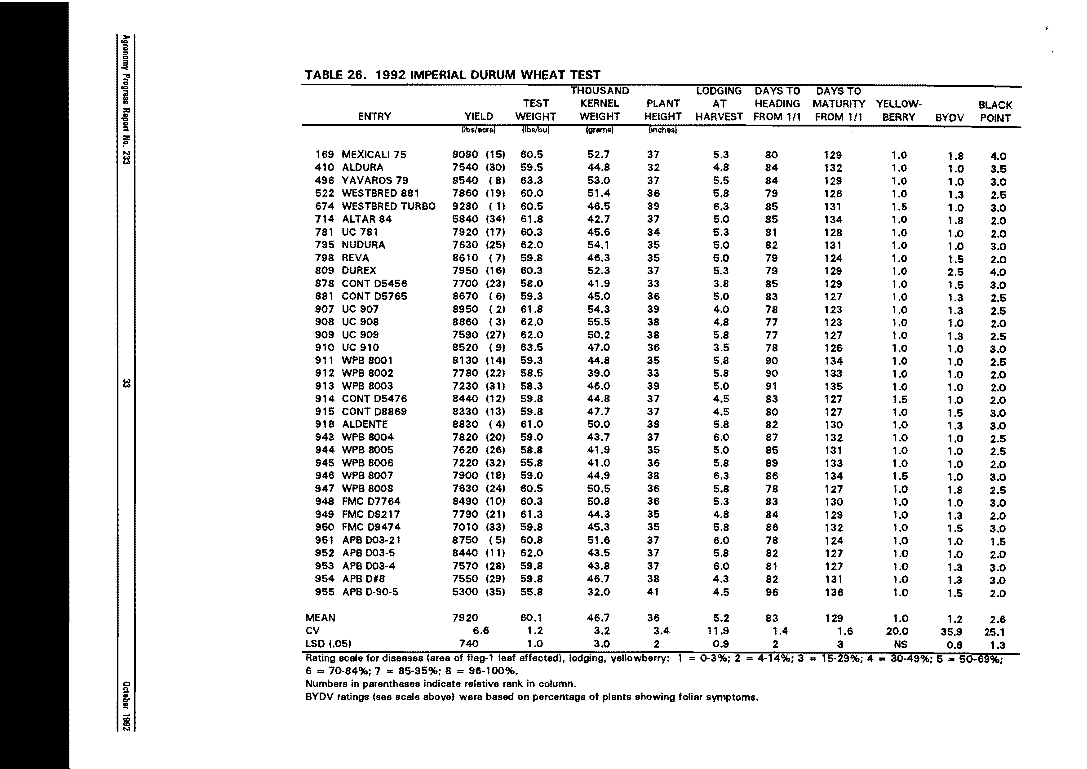 Agronomy Progress Report No. 233
33
October 1992
TABLE 26. 1992 IMPERIAL DURUM WHEAT TEST
THOUSAND LODGING DAYS TO DAYS TO
TEST KERNEL PLANT AT HEADING MATURITY YELLOW- BLACK
ENTRY YIELD WEIGHT WEIGHT HEIGHT HARVEST FROM 1/1 FROM 1/1 BERRY BYDV POINT
(lbs/acre) (lbs/bu) (grams) (inches)
169 MEXICALI 75 8080 (15) 60.5 52.7 37 5.3 80 129 1.0 1.8 4.0
410 ALDURA 7540 (30) 59.5 44.8 32 4.8 84 132 1.0 1.0 3.5
496 YAVAROS 79 8540 ( 8) 63.3 53.0 37 5.5 84 129 1.0 1.0 3.0
522 WESTBRED 881 7860 (19) 60.0 51.4 36 5.8 79 126 1.0 1.3 2.5
674 WESTBRED TURBO 9280 ( 1) 60.5 46.5 39 6.3 85 131 1.5 1.0 3.0
714 ALTAR 84 5840 (34) 61.8 42.7 37 5.0 85 134 1.0 1.8 2.0
781 UC 781 7920 (17) 60.3 45.6 34 5.3 81 128 1.0 1.0 2.0
795 NUDURA 7630 (25) 62.0 54.1 35 5.0 82 131 1.0 1.0 3.0
798 REVA 8610 ( 7) 59.8 46.3 35 5.0 79 124 1.0 1.5 2.0
809 DUREX 7950 (16) 60.3 52.3 37 5.3 79 129 1.0 2.5 4.0
878 CONT D5456 7700 (23) 58.0 41.9 33 3.8 85 129 1.0 1.5 3.0
881 CONT D5765 8670 ( 6) 59.3 45.0 36 5.0 83 127 1.0 1.3 2.5
907 UC 907 8950 ( 2) 61.8 54.3 39 4.0 78 123 1.0 1.3 2.5
908 UC 908 8860 ( 3) 62.0 55.5 38 4.8 77 123 1.0 1.0 2.0
909 UC 909 7580 (27) 62.0 50.2 38 5.8 77 127 1.0 1.3 2.5
910 UC 910 8520 ( 9) 63.5 47.0 36 3.5 78 126 1.0 1.0 3.0
911 WPB 8001 8130 (14) 59.3 44.8 35 5.8 90 134 1.0 1.0 2.5
912 WPB 8002 7780 (22) 58.5 39.0 33 5.8 90 133 1.0 1.0 2.0
913 WPB 8003 7230 (31) 58.3 46.0 39 5.0 91 135 1.0 1.0 2.0
914 CONT D5476 8440 (12) 59.8 44.8 37 4.5 83 127 1.5 1.0 2.0
915 CONT D8869 8330 (13) 59.8 47.7 37 4.5 80 127 1.0 1.5 3.0
918 ALDENTE 8830 ( 4) 61.0 50.0 39 5.8 82 130 1.0 1.3 3.0
943 WPB 8004 7820 (20) 59.0 43.7 37 6.0 87 132 1.0 1.0 2.5
944 WPB 8005 7620 (26) 58.8 41.9 35 5.0 85 131 1.0 1.0 2.5
945 WPB 8006 7220 (32) 55.8 41.0 36 5.8 89 133 1.0 1.0 2.0
946 WPB 8007 7900 (18) 59.0 44.9 38 6.3 86 134 1.5 1.0 3.0
947 WPB 8008 7630 (24) 60.5 50.5 36 5.8 78 127 1.0 1.8 2.5
948 FMC D7764 8490 (10) 60.3 50.8 36 5.3 83 130 1.0 1.0 3.0
949 FMC D8217 7790 (21) 61.3 44.3 35 4.8 84 129 1.0 1.3 2.0
950 FMC D9474 7010 (33) 59.8 45.3 35 5.8 86 132 1.0 1.5 3.0
951 APB D03-21 8750 ( 5) 60.8 51.6 37 6.0 78 124 1.0 1.0 1.5
952 APB D03-5 8440 (11) 62.0 43.5 37 5.8 82 127 1.0 1.0 2.0
953 APB D03-4 7570 (28) 59.8 43.8 37 6.0 81 127 1.0 1.3 3.0
954 APB D#8 7550 (29) 59.8 46.7 38 4.3 82 131 1.0 1.3 3.0
955 APB D-90-5 5300 (35) 55.8 32.0 41 4.5 96 136 1.0 1.5 2.0
MEAN 7920 60.1 46.7 36 5.2 83 129 1.0 1.2 2.6
CV 6.6 1.2 3.2 3.4 11.9 1.4 1.6 20.0 35.9 25.1
LSD (.05) 740 1.0 3.0 2 0.9 2 3 NS 0.6 1.3
Rating scale for diseases (area of flag-1 leaf affected), lodging, yellowberry: 1 = 0-3%; 2 = 4-14%; 3 = 15-29%; 4 = 30-49%; 5 = 50-69%;
6 = 70-84%; 7 = 85-95%; 8 = 96-100%.
Numbers in parentheses indicate relative rank in column.
BYDV ratings (see scale above) were based on percentage of plants showing foliar symptoms.